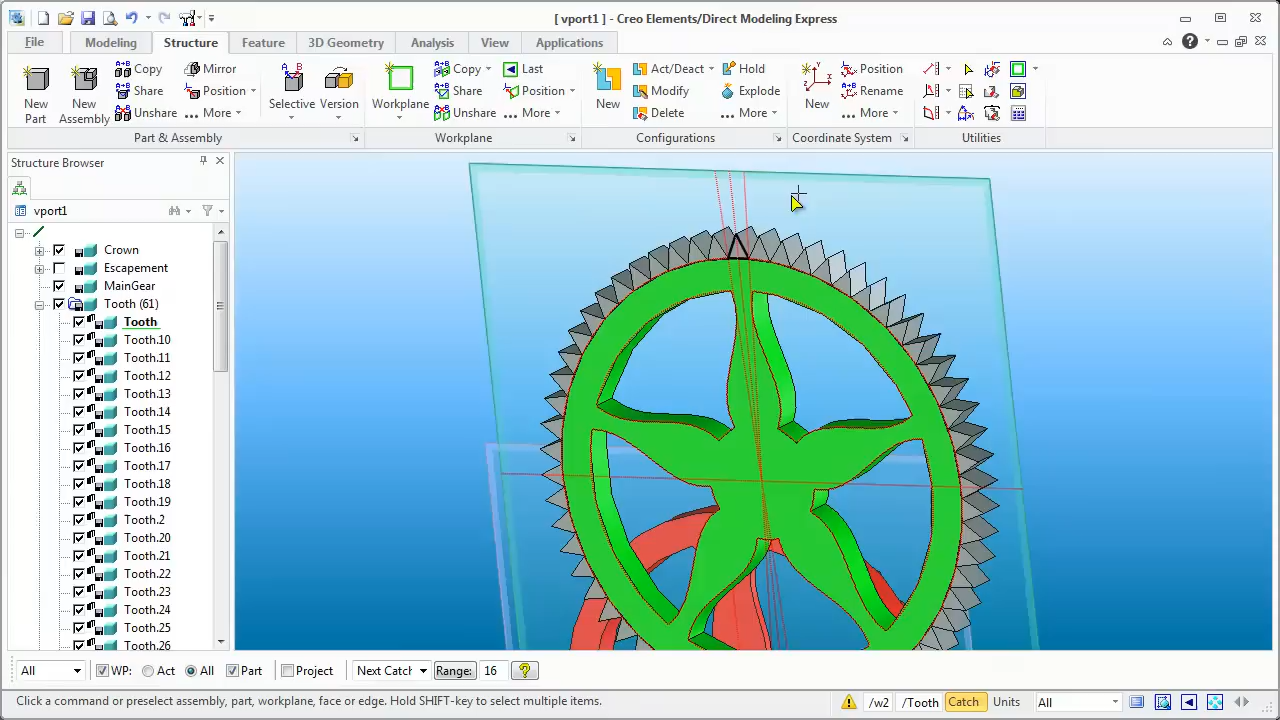 [ vport1 ] - Creo Elements/Direct Modeling Express
File Modeling Structure Feature 3D Geometry Analysis View Applications
New Part
New Assembly
Copy
Share
Unshare
Mirror
Position
More
Selective
Version
Part & Assembly
Workplane
Copy
Share
Unshare
Last
Position
More
Workplane
New
Act/Deact
Modify
Delete
Hold
Explode
More
Configurations
New
Position
Rename
More
Coordinate System
Utilities
Structure Browser
vport1
Crown
Escapement
MainGear
Tooth (61)
Tooth
Tooth.10
Tooth.11
Tooth.12
Tooth.13
Tooth.14
Tooth.15
Tooth.16
Tooth.17
Tooth.18
Tooth.19
Tooth.2
Tooth.20
Tooth.21
Tooth.22
Tooth.23
Tooth.24
Tooth.25
Tooth.26
All WP: Act All Part Project Next Catch Range: 16
Click a command or preselect assembly, part, workplane, face or edge. Hold SHIFT-key to select multiple items. /w2 /Tooth Catch Units All